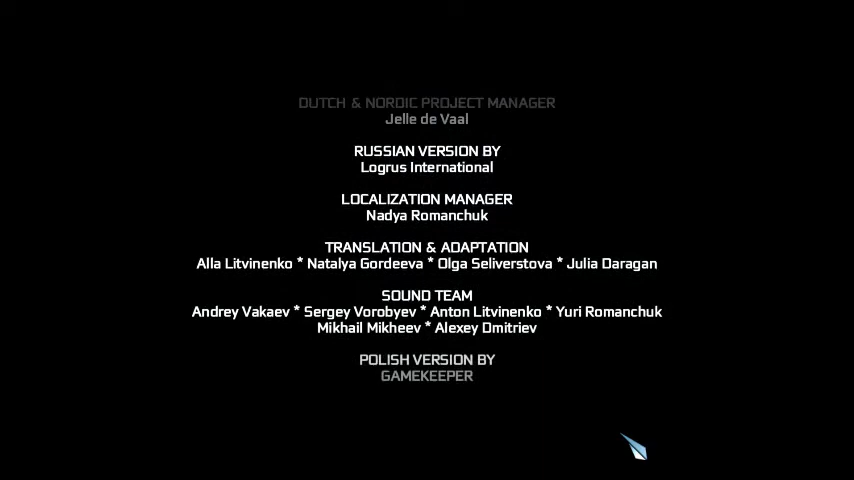 DUTCH & NORDIC PROJECT MANAGER
Jelle de Vaal
RUSSIAN VERSION BY
Logrus International
LOCALIZATION MANAGER
Nadya Romanchuk
TRANSLATION & ADAPTATION
Alla Litvinenko * Natalya Gordeeva * Olga Seliverstova * Julia Daragan
SOUND TEAM
Andrey Vakaev * Sergey Vorobyev * Anton Litvinenko * Yuri Romanchuk
Mikhail Mikheev * Alexey Dmitriev
POLISH VERSION BY
GAMEKEEPER